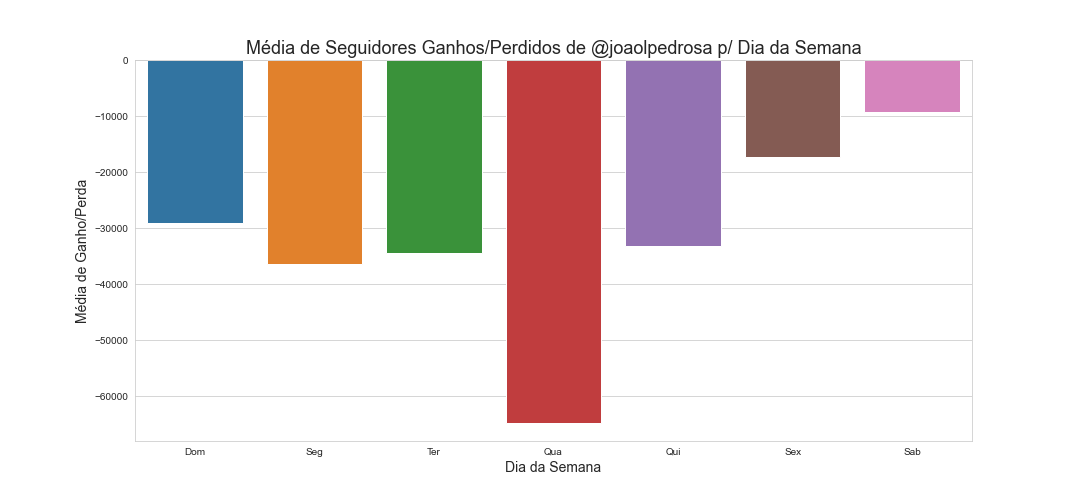 Média de Seguidores Ganhos/Perdidos de @joaolpedrosa p/ Dia da Semana
0
−10000
−20000
−30000
−40000
−50000
−60000
Média de Ganho/Perda
Dom Seg Ter Qua Qui Sex Sab
Dia da Semana